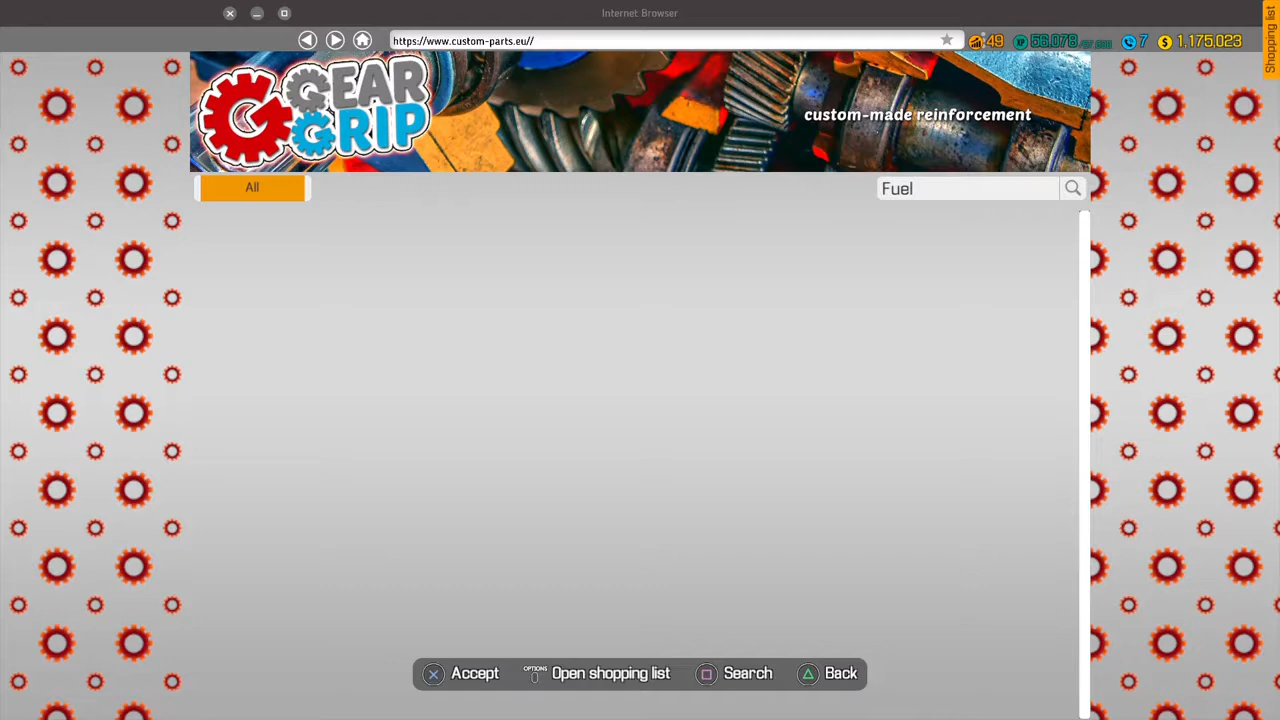 Internet Browser
Shopping list
https://www.custom-parts.eu//
49
7
1,175,023
GEAR
GRIP
custom-made reinforcement
All
Fuel
Accept
OPTIONS
Open shopping list
Search
Back